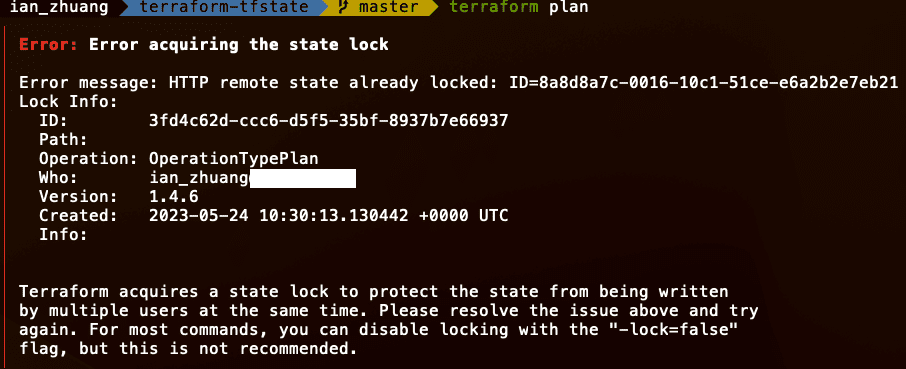 ian_zhuang terraform-tfstate master terraform plan
Error: Error acquiring the state lock
Error message: HTTP remote state already locked: ID=8a8d8a7c-0016-10c1-51ce-e6a2b2e7eb21
Lock Info:
ID: 3fd4c62d-ccc6-d5f5-35bf-8937b7e66937
Path:
Operation: OperationTypePlan
Who: ian_zhuang
Version: 1.4.6
Created: 2023-05-24 10:30:13.130442 +0000 UTC
Info:
Terraform acquires a state lock to protect the state from being written
by multiple users at the same time. Please resolve the issue above and try
again. For most commands, you can disable locking with the "-lock=false"
flag, but this is not recommended.